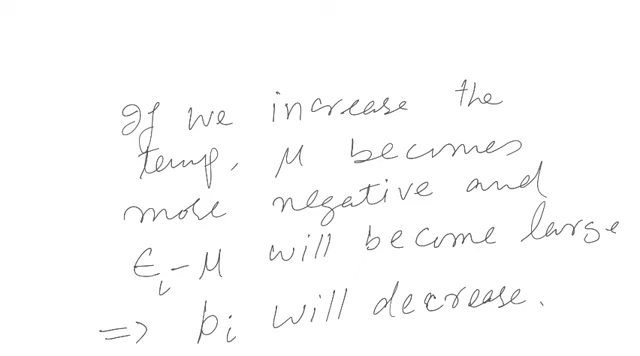 If we increase the
temp, μ becomes
more negative and
ϵᵢ-μ will become large
=> pᵢ will decrease.